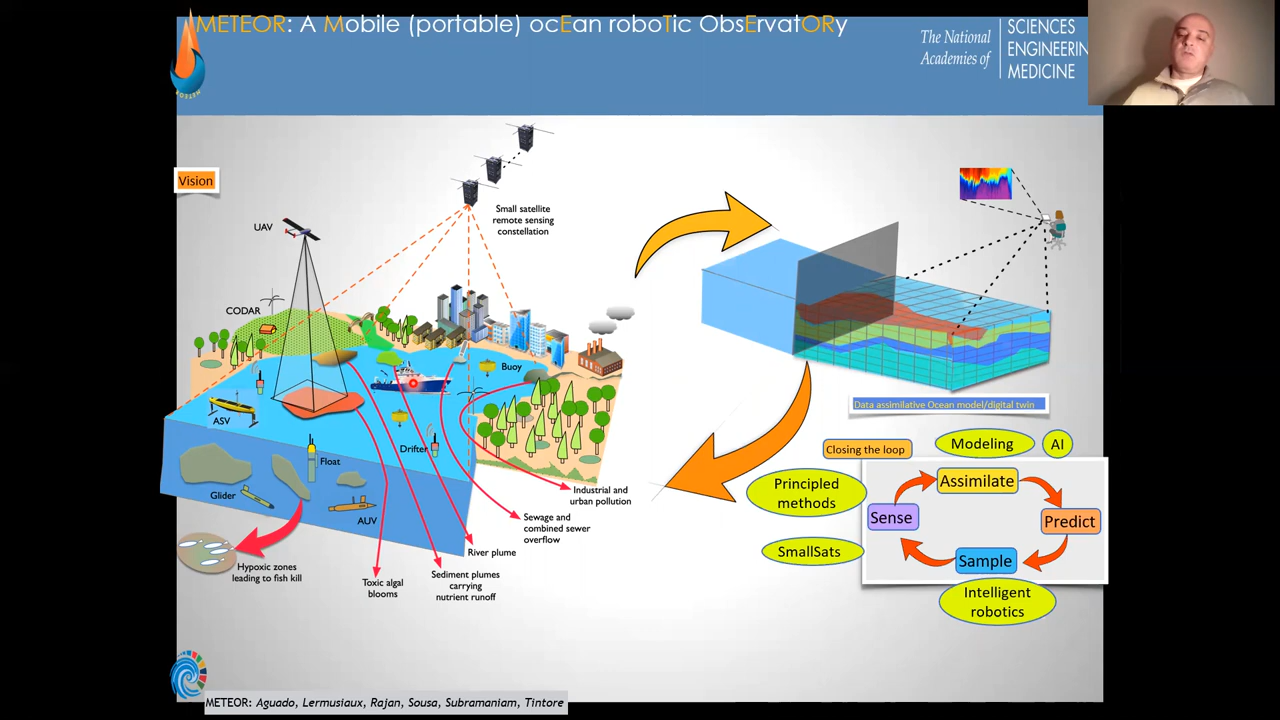 METEOR: A Mobile (portable) ocEan roboTic ObsErvatORy
The National
Academies of
SCIENCES
ENGINEERIN
MEDICINE
METEOR
Vision
Small satellite
remote sensing
constellation
UAV
CODAR
Buoy
ASV
Drifter
Float
Glider
AUV
Industrial and
urban pollution
Sewage and
combined sewer
overflow
River plume
Hypoxic zones
leading to fish kill
Toxic algal
blooms
Sediment plumes
carrying
nutrient runoff
Data assimilative Ocean model/digital twin
Closing the loop
Modeling
AI
Principled
methods
Assimilate
Sense
Predict
SmallSats
Sample
Intelligent
robotics
METEOR: Aguado, Lermusiaux, Rajan, Sousa, Subramaniam, Tintore